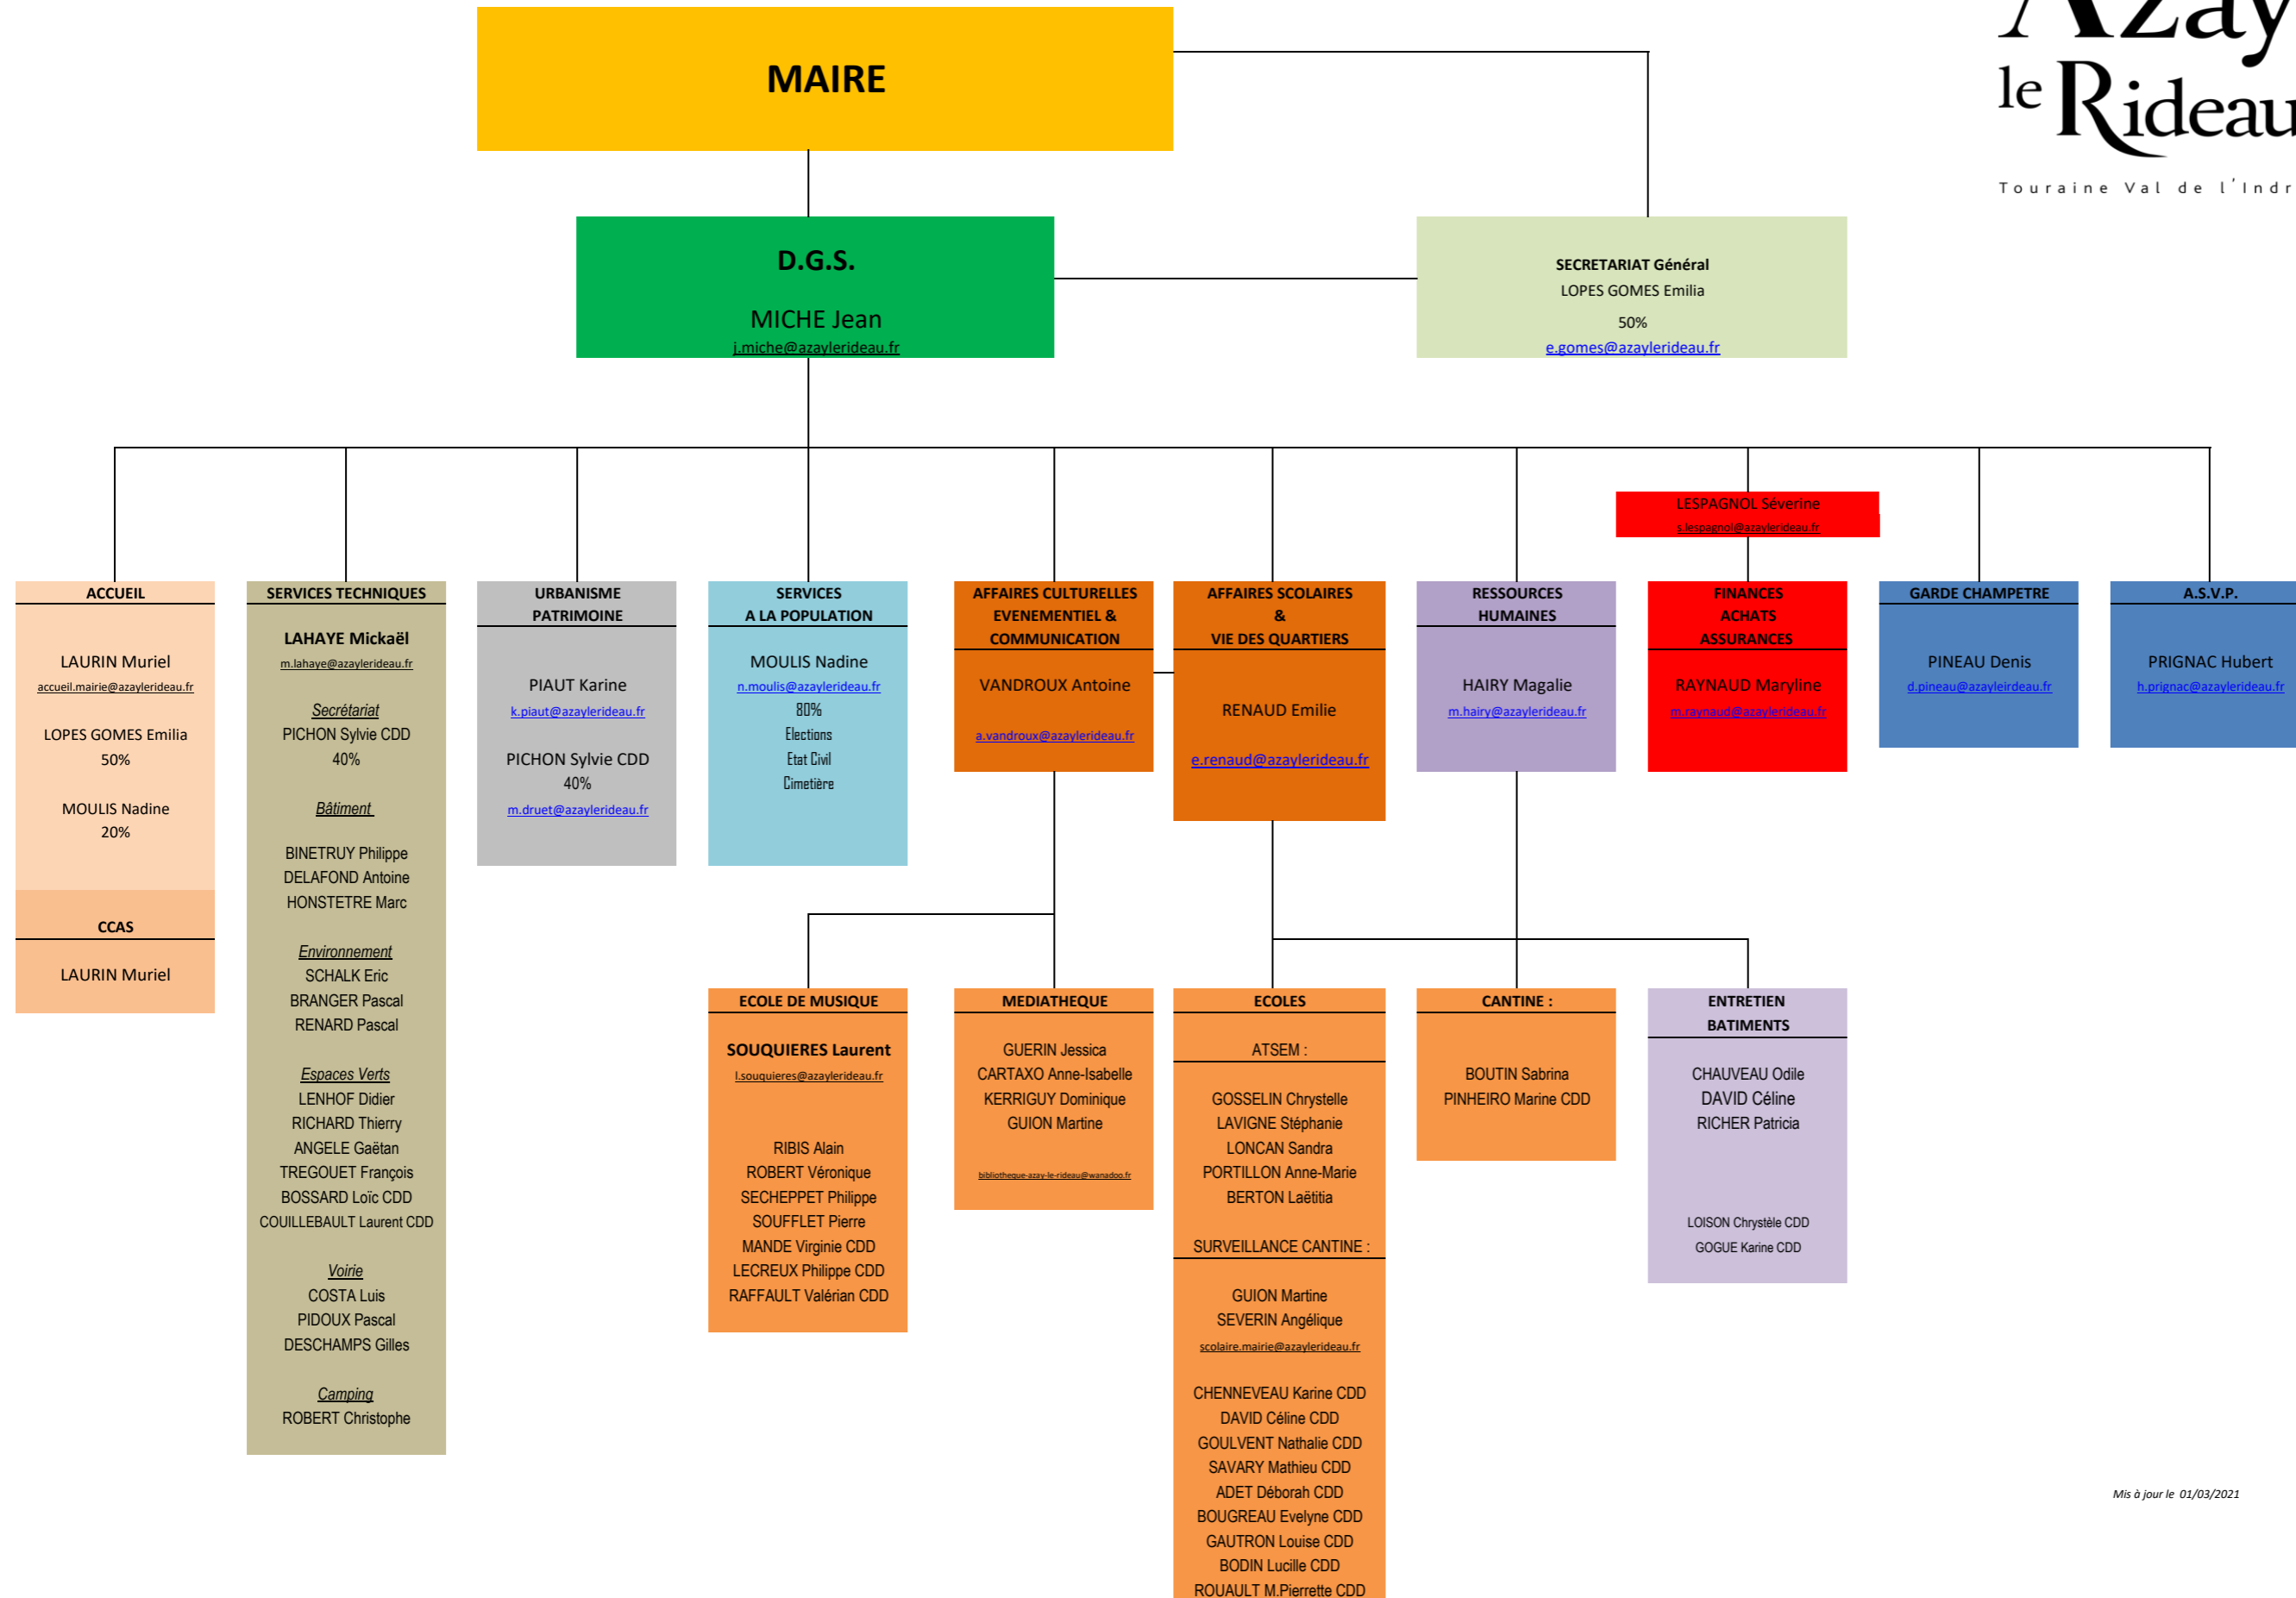 MAIRE
Azay
le Rideau
Touraine Val de l'Indr
D.G.S.
MICHE Jean
j.miche@azaylerideau.fr
SECRETARIAT Général
LOPES GOMES Emilia
50%
e.gomes@azaylerideau.fr
LESPAGNOL Séverine
s.lespagnol@azaylerideau.fr
ACCUEIL
LAURIN Muriel
accueil.mairie@azaylerideau.fr
LOPES GOMES Emilia
50%
MOULIS Nadine
20%
CCAS
LAURIN Muriel
SERVICES TECHNIQUES
LAHAYE Mickaël
m.lahaye@azaylerideau.fr
Secrétariat
PICHON Sylvie CDD
40%
Bâtiment
BINETRUY Philippe
DELAFOND Antoine
HONSTETRE Marc
Environnement
SCHALK Eric
BRANGER Pascal
RENARD Pascal
Espaces Verts
LENHOF Didier
RICHARD Thierry
ANGELE Gaëtan
TREGOUET François
BOSSARD Loïc CDD
COUILLEBAULT Laurent CDD
Voirie
COSTA Luis
PIDOUX Pascal
DESCHAMPS Gilles
Camping
ROBERT Christophe
URBANISME
PATRIMOINE
PIAUT Karine
k.piaut@azaylerideau.fr
PICHON Sylvie CDD
40%
m.druet@azaylerideau.fr
SERVICES
A LA POPULATION
MOULIS Nadine
n.moulis@azaylerideau.fr
80%
Elections
Etat Civil
Cimetière
AFFAIRES CULTURELLES
EVENEMENTIEL &
COMMUNICATION
VANDROUX Antoine
a.vandroux@azaylerideau.fr
AFFAIRES SCOLAIRES
&
VIE DES QUARTIERS
RENAUD Emilie
e.renaud@azaylerideau.fr
RESSOURCES
HUMAINES
HAIRY Magalie
m.hairy@azaylerideau.fr
FINANCES
ACHATS
ASSURANCES
RAYNAUD Maryline
m.raynaud@azaylerideau.fr
GARDE CHAMPETRE
PINEAU Denis
d.pineau@azayleirdeau.fr
A.S.V.P.
PRIGNAC Hubert
h.prignac@azaylerideau.fr
ECOLE DE MUSIQUE
SOUQUIERES Laurent
l.souquieres@azaylerideau.fr
RIBIS Alain
ROBERT Véronique
SECHEPPET Philippe
SOUFFLET Pierre
MANDE Virginie CDD
LECREUX Philippe CDD
RAFFAULT Valérian CDD
MEDIATHEQUE
GUERIN Jessica
CARTAXO Anne-Isabelle
KERRIGUY Dominique
GUION Martine
bibliotheque-azay-le-rideau@wanadoo.fr
ECOLES
ATSEM :
GOSSELIN Chrystelle
LAVIGNE Stéphanie
LONCAN Sandra
PORTILLON Anne-Marie
BERTON Laëtitia
SURVEILLANCE CANTINE :
GUION Martine
SEVERIN Angélique
scolaire.mairie@azaylerideau.fr
CHENNEVEAU Karine CDD
DAVID Céline CDD
GOULVENT Nathalie CDD
SAVARY Mathieu CDD
ADET Déborah CDD
BOUGREAU Evelyne CDD
GAUTRON Louise CDD
BODIN Lucille CDD
ROUAULT M.Pierrette CDD
CANTINE :
BOUTIN Sabrina
PINHEIRO Marine CDD
ENTRETIEN
BATIMENTS
CHAUVEAU Odile
DAVID Céline
RICHER Patricia
LOISON Chrystèle CDD
GOGUE Karine CDD
Mis à jour le 01/03/2021